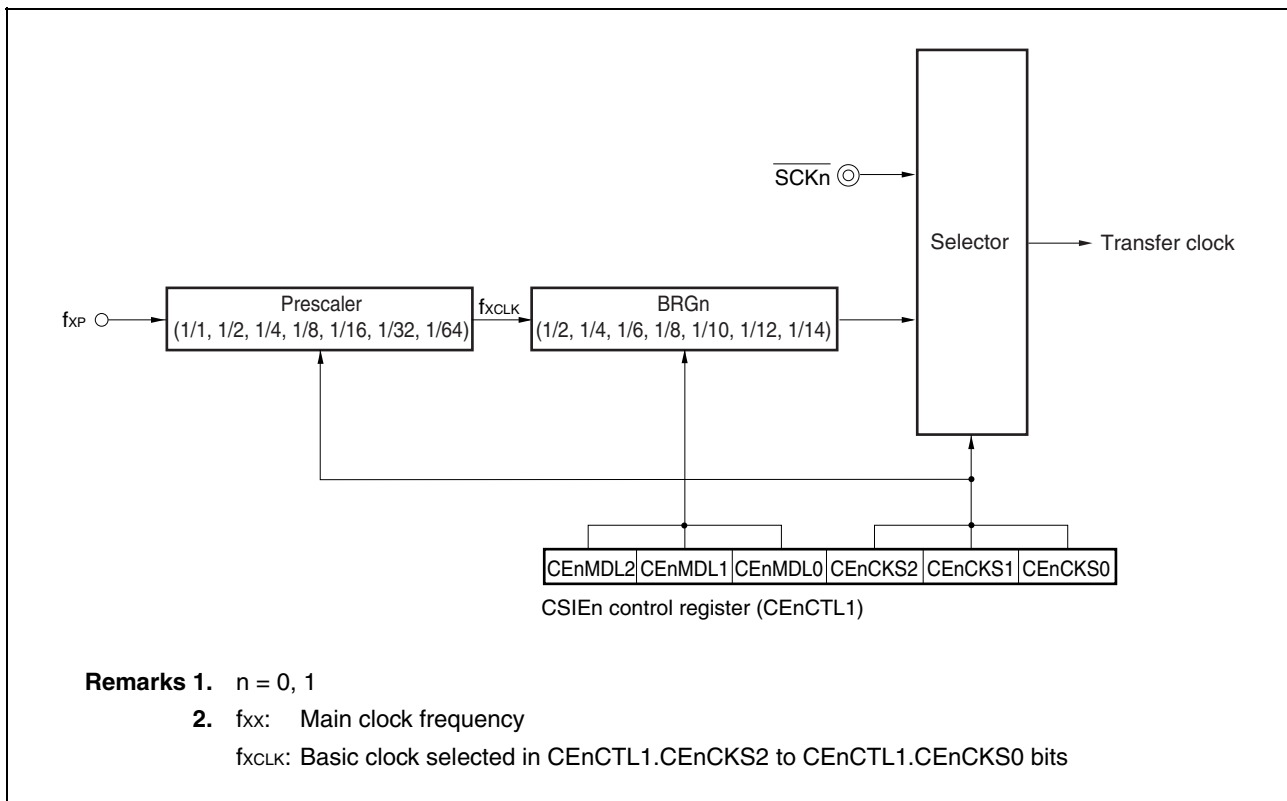 SCKn
Selector
Transfer clock
Prescaler
(1/1, 1/2, 1/4, 1/8, 1/16, 1/32, 1/64)
fXP
fXCLK
BRGn
(1/2, 1/4, 1/6, 1/8, 1/10, 1/12, 1/14)
CEnMDL2 CEnMDL1 CEnMDL0 CEnCKS2 CEnCKS1 CEnCKS0
CSIEn control register (CEnCTL1)
Remarks 1. n = 0, 1
2. fXX: Main clock frequency
fXCLK: Basic clock selected in CEnCTL1.CEnCKS2 to CEnCTL1.CEnCKS0 bits